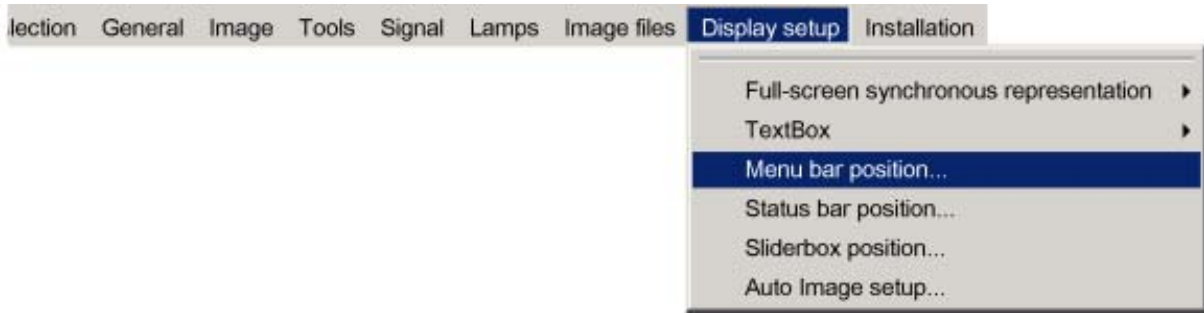 lection General Image Tools Signal Lamps Image files Display setup Installation
Full-screen synchronous representation
TextBox
Menu bar position...
Status bar position...
Sliderbox position...
Auto Image setup...